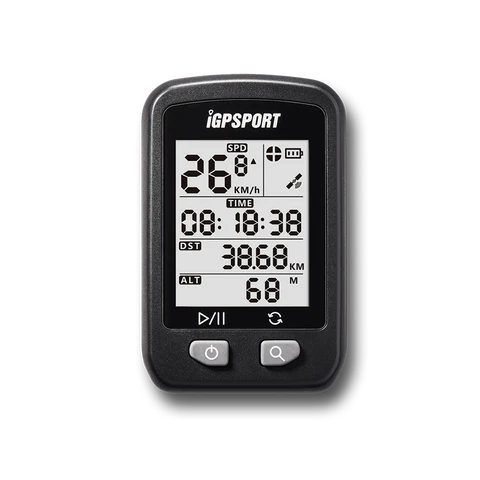 iGPSPORT
SPD
26.8
KM/h
TIME
08:18:38
DST
38.68 KM
ALT
68 M